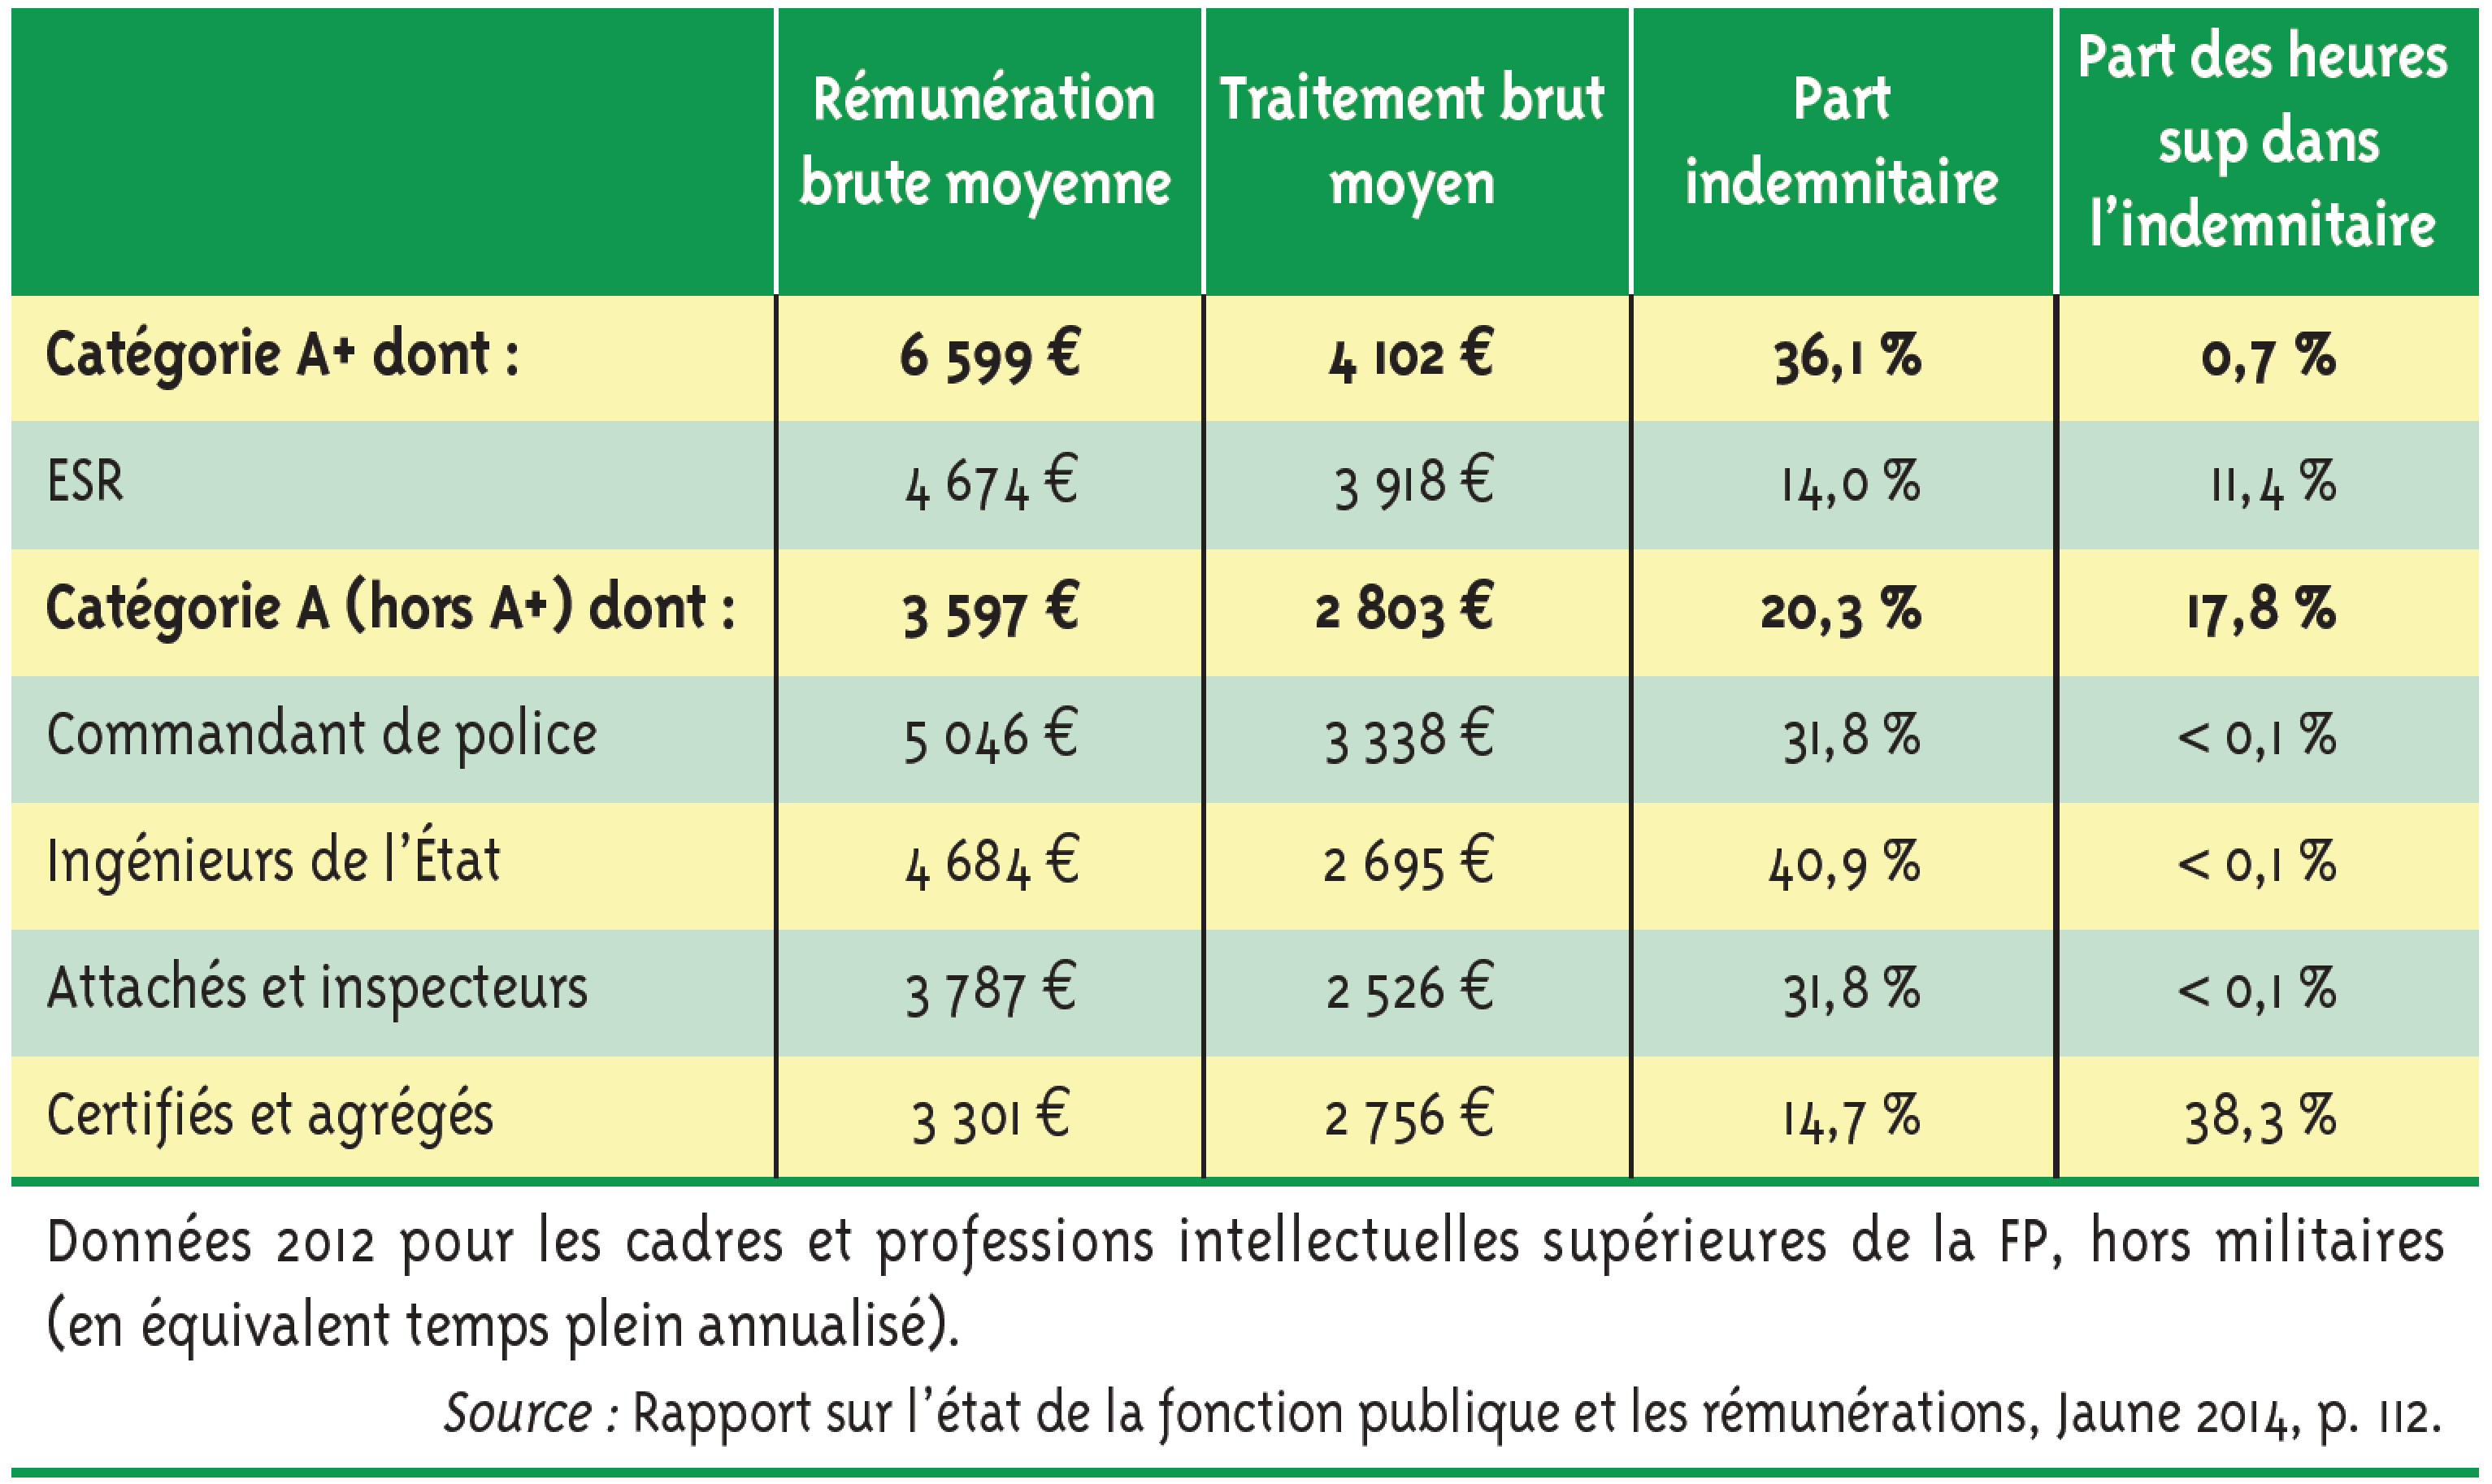 Rémunération brute moyenne
Traitement brut moyen
Part indemnitaire
Part des heures sup dans l’indemnitaire
Catégorie A+ dont : 6 599 € 4 102 € 36,1 % 0,7 %
ESR 4 674 € 3 918 € 14,0 % 11,4 %
Catégorie A (hors A+) dont : 3 597 € 2 803 € 20,3 % 17,8 %
Commandant de police 5 046 € 3 338 € 31,8 % < 0,1 %
Ingénieurs de l’État 4 684 € 2 695 € 40,9 % < 0,1 %
Attachés et inspecteurs 3 787 € 2 526 € 31,8 % < 0,1 %
Certifiés et agrégés 3 301 € 2 756 € 14,7 % 38,3 %
Données 2012 pour les cadres et professions intellectuelles supérieures de la FP, hors militaires
(en équivalent temps plein annualisé).
Source : Rapport sur l’état de la fonction publique et les rémunérations, Jaune 2014, p. 112.